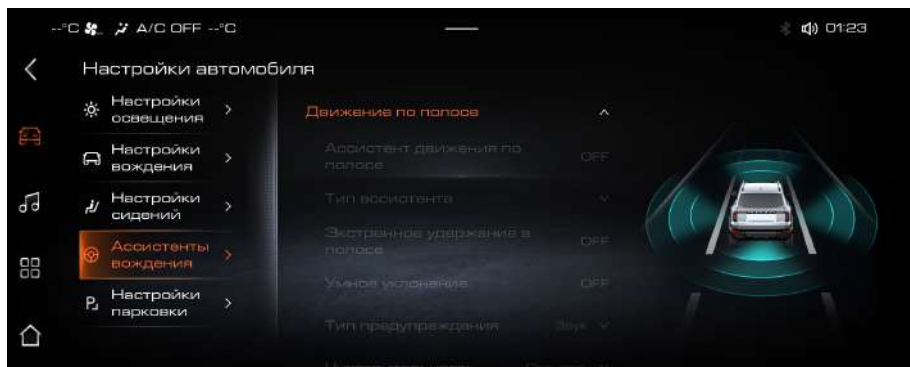 --°C A/C OFF --°C
01:23
Настройки автомобиля
Настройки
освещения
Настройки
вождения
Настройки
сидений
Ассистенты
вождения
Настройки
парковки
Движение по полосе
Ассистент движения по
полосе
OFF
Тип ассистента
Экстренное удержание в
полосе
OFF
Умное уклонение
OFF
Тип предупреждения
Звук